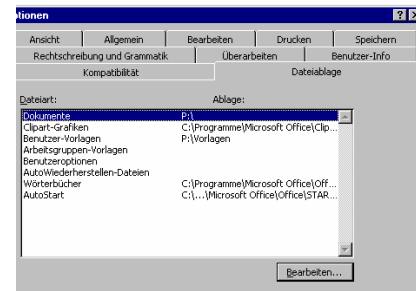 ptionen
Ansicht Allgemein Bearbeiten Drucken Speichern
Rechtschreibung und Grammatik Überarbeiten Benutzer-Info
Kompatibilität Dateiablage
Dateiart: Ablage:
Dokumente P:\
Clipart-Grafiken C:\Programme\Microsoft Office\Clip...
Benutzer-Vorlagen P:\Vorlagen
Arbeitsgruppen-Vorlagen
Benutzeroptionen
AutoWiederherstellen-Dateien
Wörterbücher C:\Programme\Microsoft Office\Off...
AutoStart C:\...\Microsoft Office\Office\STAR...
Bearbeiten...